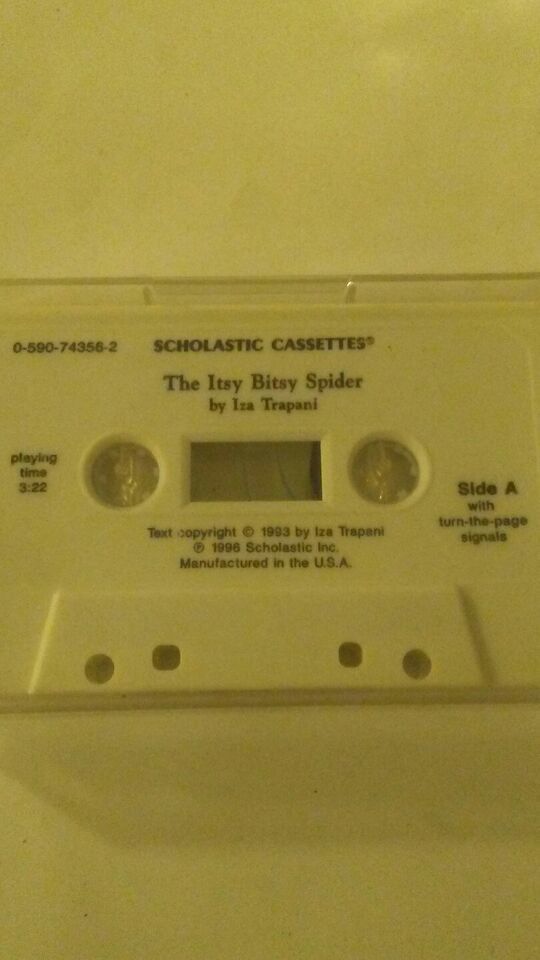 0-590-74356-2 SCHOLASTIC CASSETTES®
The Itsy Bitsy Spider
by Iza Trapani
playing
time
3:22
Side A
with
turn-the-page
signals
Text copyright © 1993 by Iza Trapani
℗ 1996 Scholastic Inc.
Manufactured in the U.S.A.